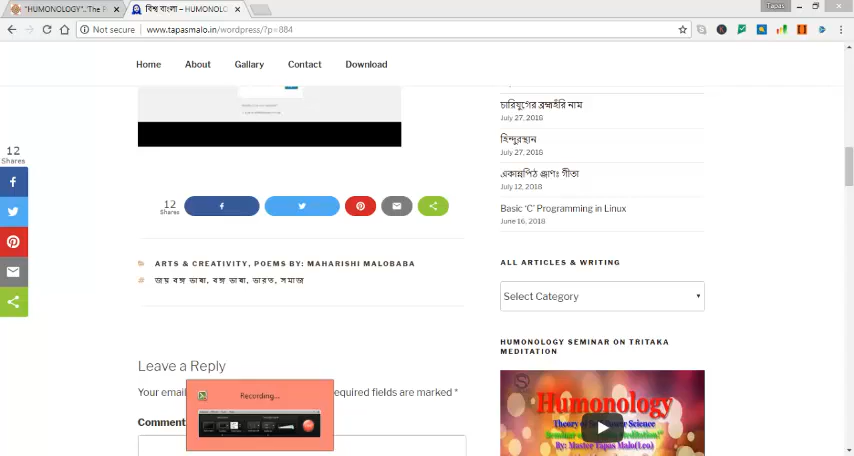 "HUMONOLOGY"..The F
বিশ্ব বাংলা – HUMONOLO
Tapas
Not secure
www.tapasmalo.in/wordpress/?p=884
Home
About
Gallary
Contact
Download
12
Shares
12
Shares
ARTS & CREATIVITY, POEMS BY: MAHARISHI MALOBABA
জয় বঙ্গ ভাষা, বঙ্গ ভাষা, ভারত, সমাজ
Leave a Reply
Your email
equired fields are marked *
Comment
Recording...
চারিযুগের ব্রহ্মহরি নাম
July 27, 2018
হিন্দুস্থান
July 27, 2018
একান্নপিঠ জ্ঞানঃ গীতা
July 12, 2018
Basic 'C' Programming in Linux
June 16, 2018
ALL ARTICLES & WRITING
Select Category
HUMONOLOGY SEMINAR ON TRITAKA
MEDITATION
Humonology
By: Master Tapas Malo(Leo)